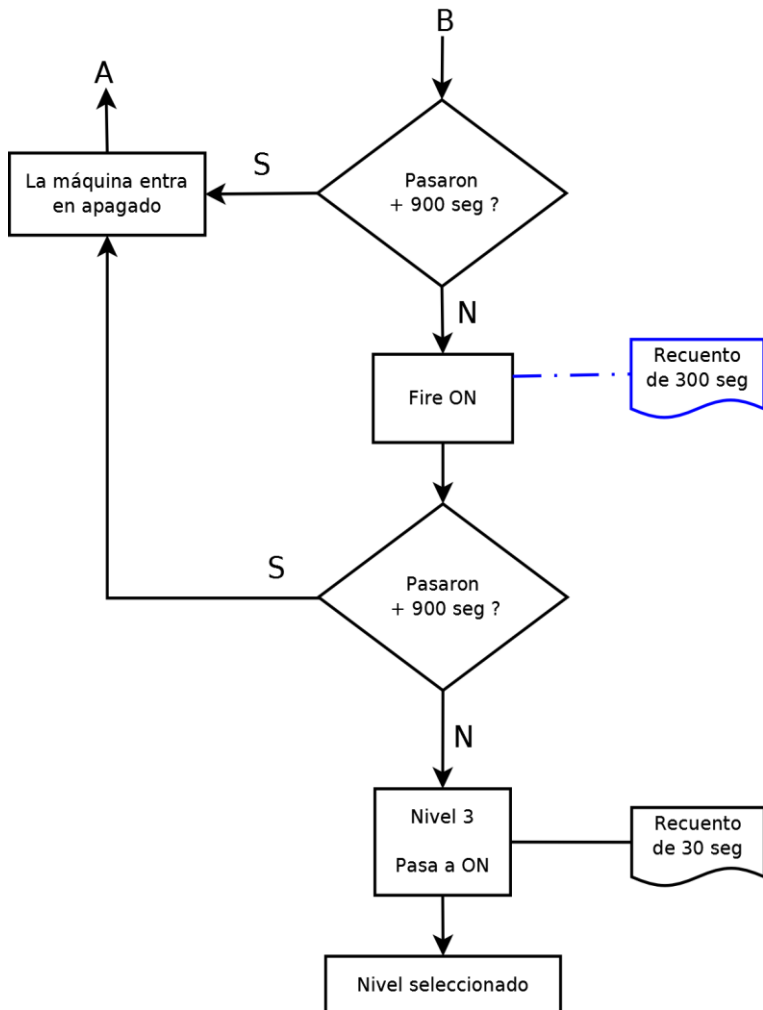 B
A
La máquina entra
en apagado
S
Pasaron
+ 900 seg ?
N
Fire ON
Recuento
de 300 seg
S
Pasaron
+ 900 seg ?
N
Nivel 3
Pasa a ON
Recuento
de 30 seg
Nivel seleccionado